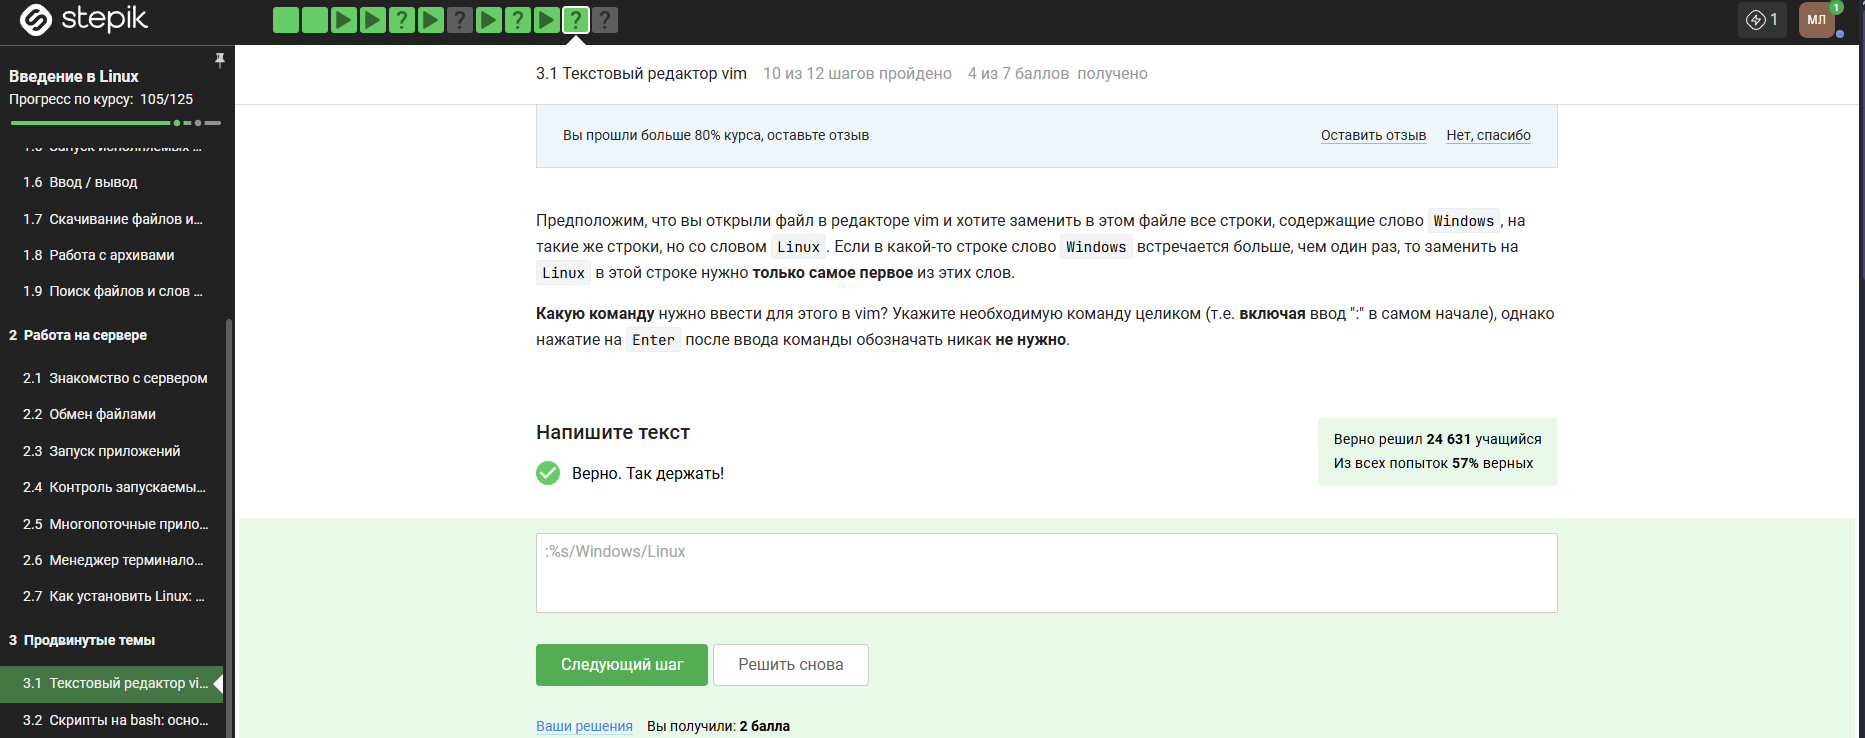 stepik
1
МЛ
1
Введение в Linux
Прогресс по курсу: 105/125
1.6 Ввод / вывод
1.7 Скачивание файлов и...
1.8 Работа с архивами
1.9 Поиск файлов и слов ...
2 Работа на сервере
2.1 Знакомство с сервером
2.2 Обмен файлами
2.3 Запуск приложений
2.4 Контроль запускаемы...
2.5 Многопоточные прило...
2.6 Менеджер терминало...
2.7 Как установить Linux: ...
3 Продвинутые темы
3.1 Текстовый редактор vi...
3.2 Скрипты на bash: осно...
3.1 Текстовый редактор vim 10 из 12 шагов пройдено 4 из 7 баллов получено
Вы прошли больше 80% курса, оставьте отзыв Оставить отзыв Нет, спасибо
Предположим, что вы открыли файл в редакторе vim и хотите заменить в этом файле все строки, содержащие слово Windows, на
такие же строки, но со словом Linux. Если в какой-то строке слово Windows встречается больше, чем один раз, то заменить на
Linux в этой строке нужно только самое первое из этих слов.
Какую команду нужно ввести для этого в vim? Укажите необходимую команду целиком (т.е. включая ввод ":" в самом начале), однако
нажатие на Enter после ввода команды обозначать никак не нужно.
Напишите текст
Верно. Так держать!
Верно решил 24 631 учащийся
Из всех попыток 57% верных
:%s/Windows/Linux
Следующий шаг Решить снова
Ваши решения Вы получили: 2 балла